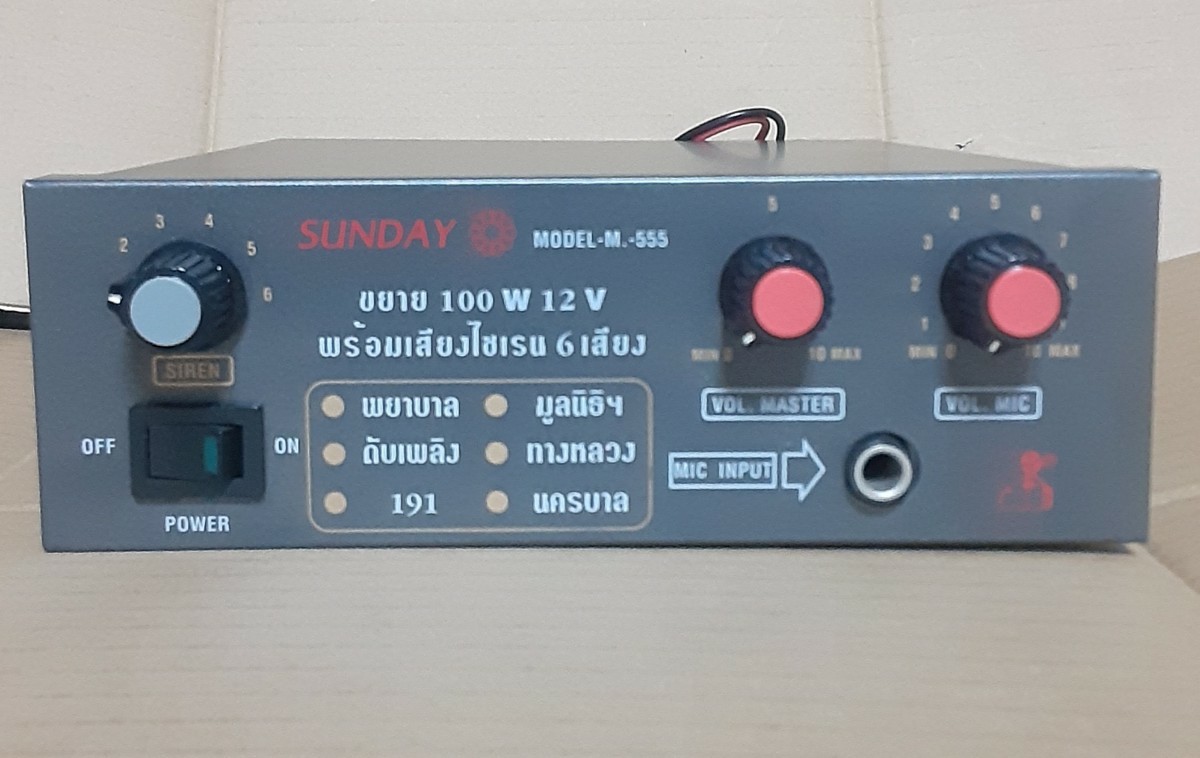 SUNDAY MODEL-M.-555
ขยาย 100 W 12 V
พร้อมเสียงไซเรน 6 เสียง
2 3 4 5 6
SIREN
OFF ON
POWER
พยาบาล มูลนิธิฯ
ดับเพลิง ทางหลวง
191 นครบาล
5
MIN 0 10 MAX
VOL. MASTER
1 2 3 4 5 6 7 8
MIN 0 10 MAX
VOL. MIC
MIC INPUT